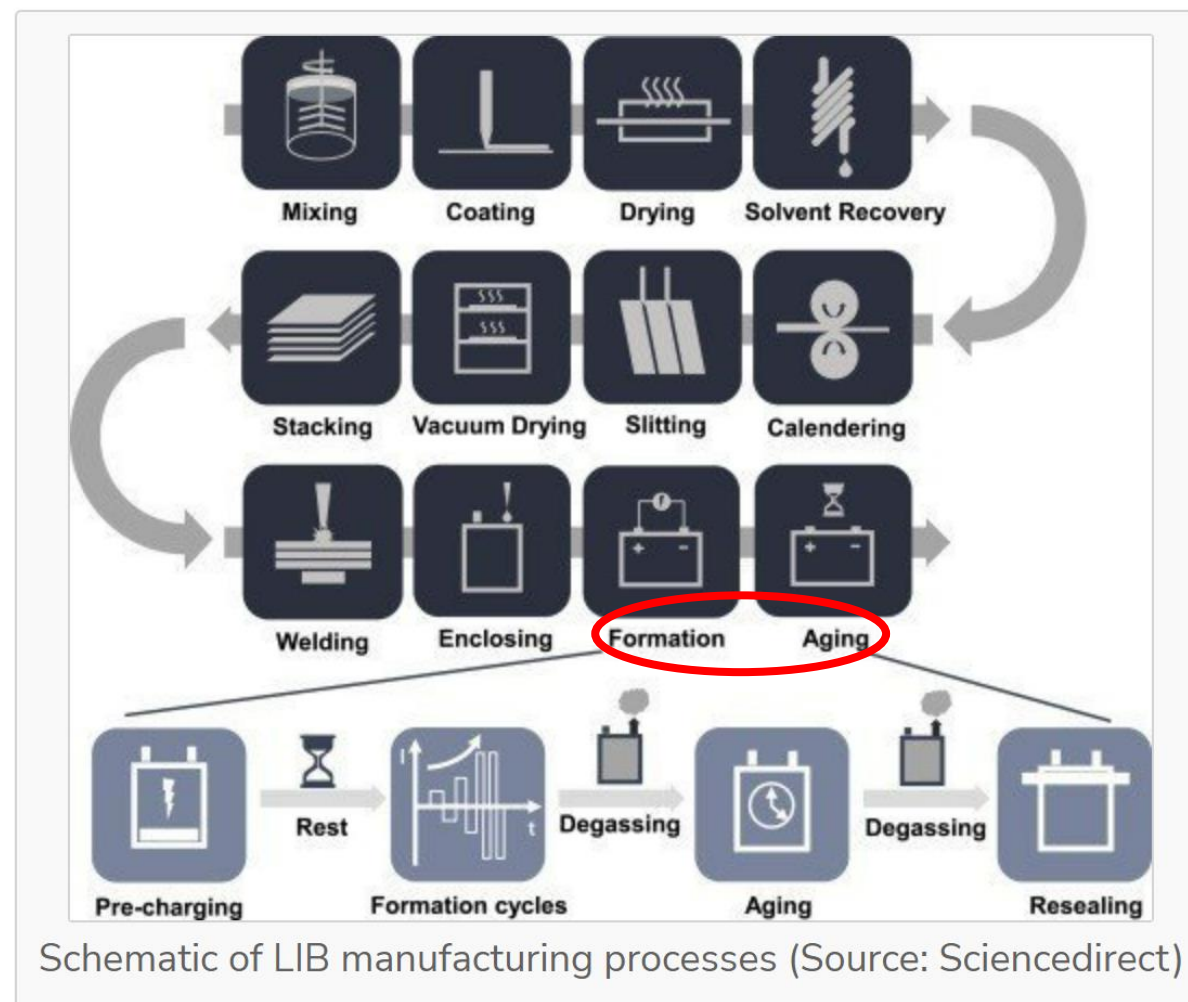 Mixing
Coating
Drying
Solvent Recovery
Stacking
Vacuum Drying
Slitting
Calendering
Welding
Enclosing
Formation
Aging
Rest
I
t
Degassing
Degassing
Pre-charging
Formation cycles
Aging
Resealing
Schematic of LIB manufacturing processes (Source: Sciencedirect)